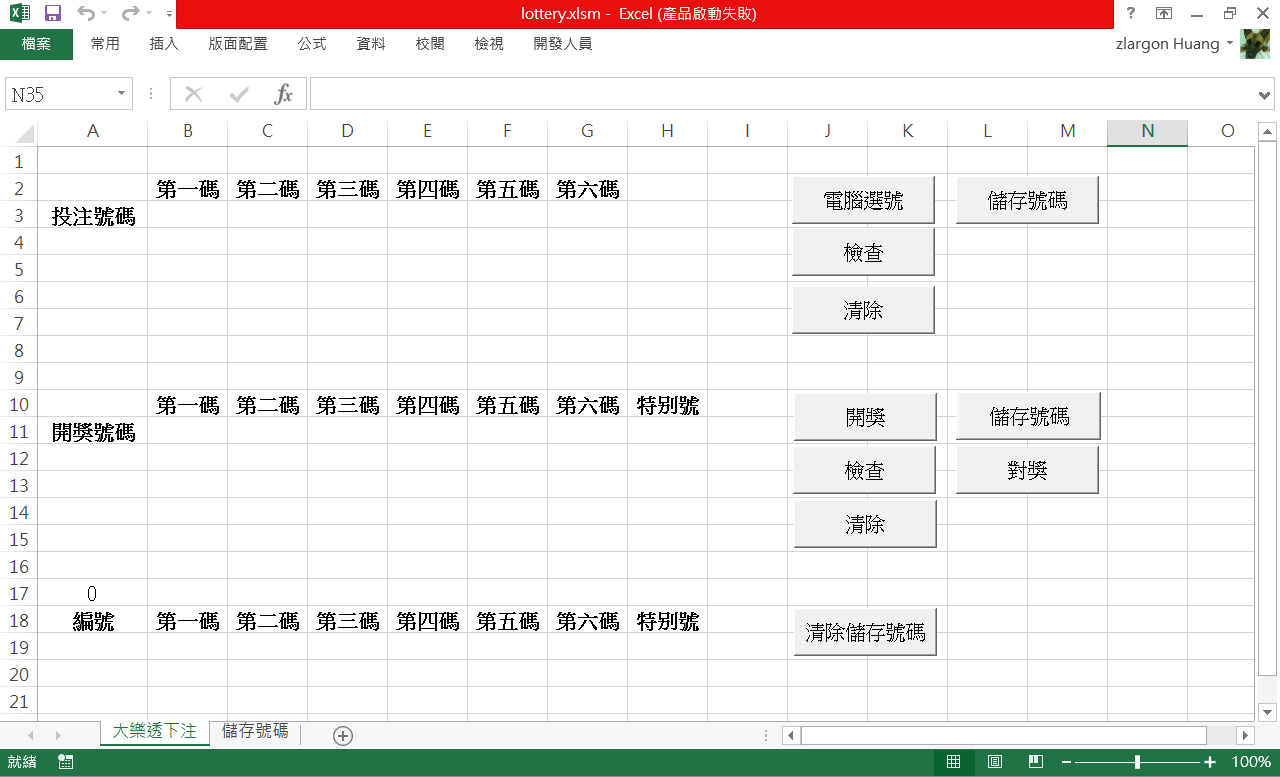 lottery.xlsm - Excel (產品啟動失敗)
?
檔案 常用 插入 版面配置 公式 資料 校閱 檢視 開發人員 zlargon Huang
N35 fx
A B C D E F G H I J K L M N O
1
2 第一碼 第二碼 第三碼 第四碼 第五碼 第六碼 電腦選號 儲存號碼
3 投注號碼
4
5 檢查
6
7 清除
8
9
10 第一碼 第二碼 第三碼 第四碼 第五碼 第六碼 特別號 開獎 儲存號碼
11 開獎號碼
12
13 檢查 對獎
14
15 清除
16
17 0
18 編號 第一碼 第二碼 第三碼 第四碼 第五碼 第六碼 特別號 清除儲存號碼
19
20
21
大樂透下注 儲存號碼
就緒 100%